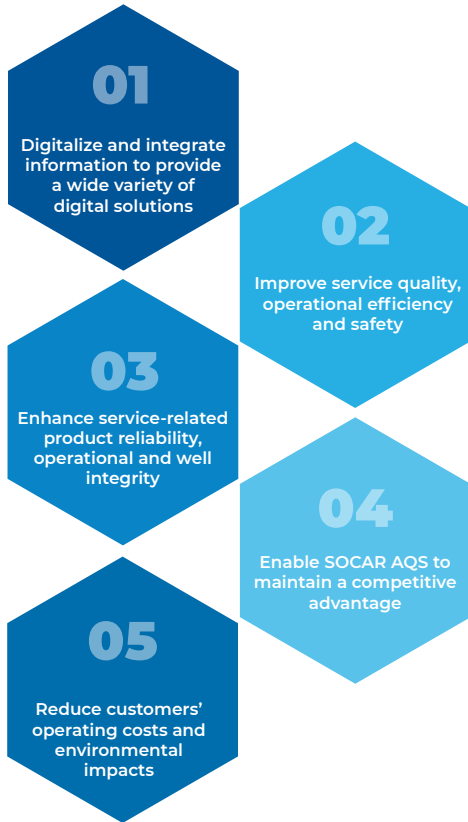 01
Digitalize and integrate
information to provide
a wide variety of
digital solutions
02
Improve service quality,
operational efficiency
and safety
03
Enhance service-related
product reliability,
operational and well
integrity
04
Enable SOCAR AQS to
maintain a competitive
advantage
05
Reduce customers’
operating costs and
environmental
impacts